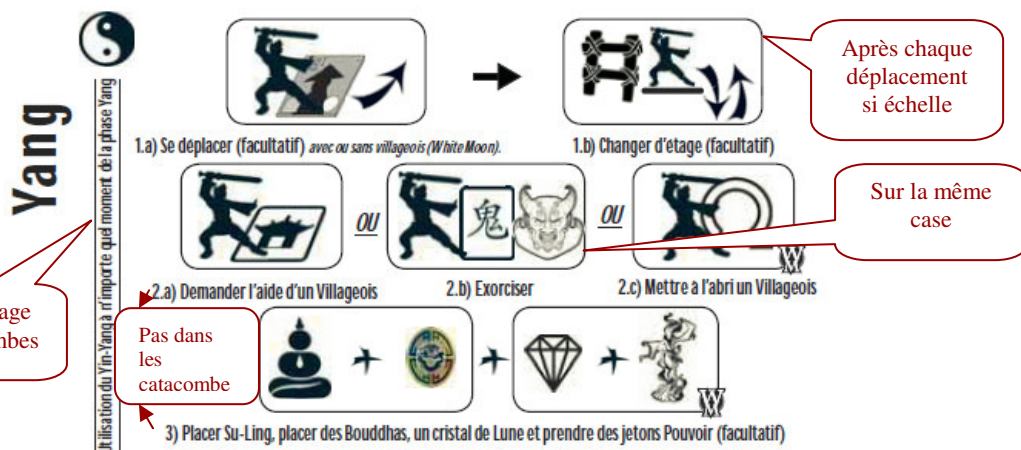 Yang
Utilisation du Yin-Yang à n'importe quel moment de la phase Yang
Après chaque
déplacement
si échelle
1.a) Se déplacer (facultatif) avec ou sans villageois (White Moon).
1.b) Changer d'étage (facultatif)
OU
鬼
OU
Sur la même
case
2.a) Demander l'aide d'un Villageois
2.b) Exorciser
2.c) Mettre à l'abri un Villageois
Pas dans
les
catacombe
3) Placer Su-Ling, placer des Bouddhas, un cristal de Lune et prendre des jetons Pouvoir (facultatif)